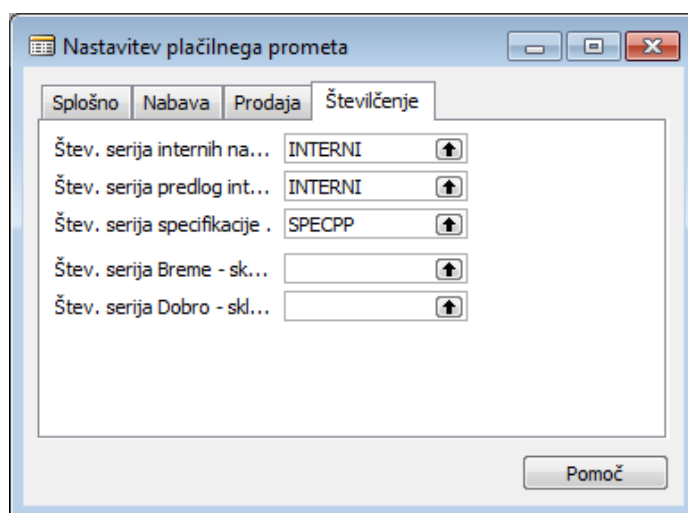 Nastavitev plačilnega prometa
Splošno Nabava Prodaja Številčenje
Štev. serija internih na... INTERNI
Štev. serija predlog int... INTERNI
Štev. serija specifikacije . SPECPP
Štev. serija Breme - sk...
Štev. serija Dobro - skl...
Pomoč